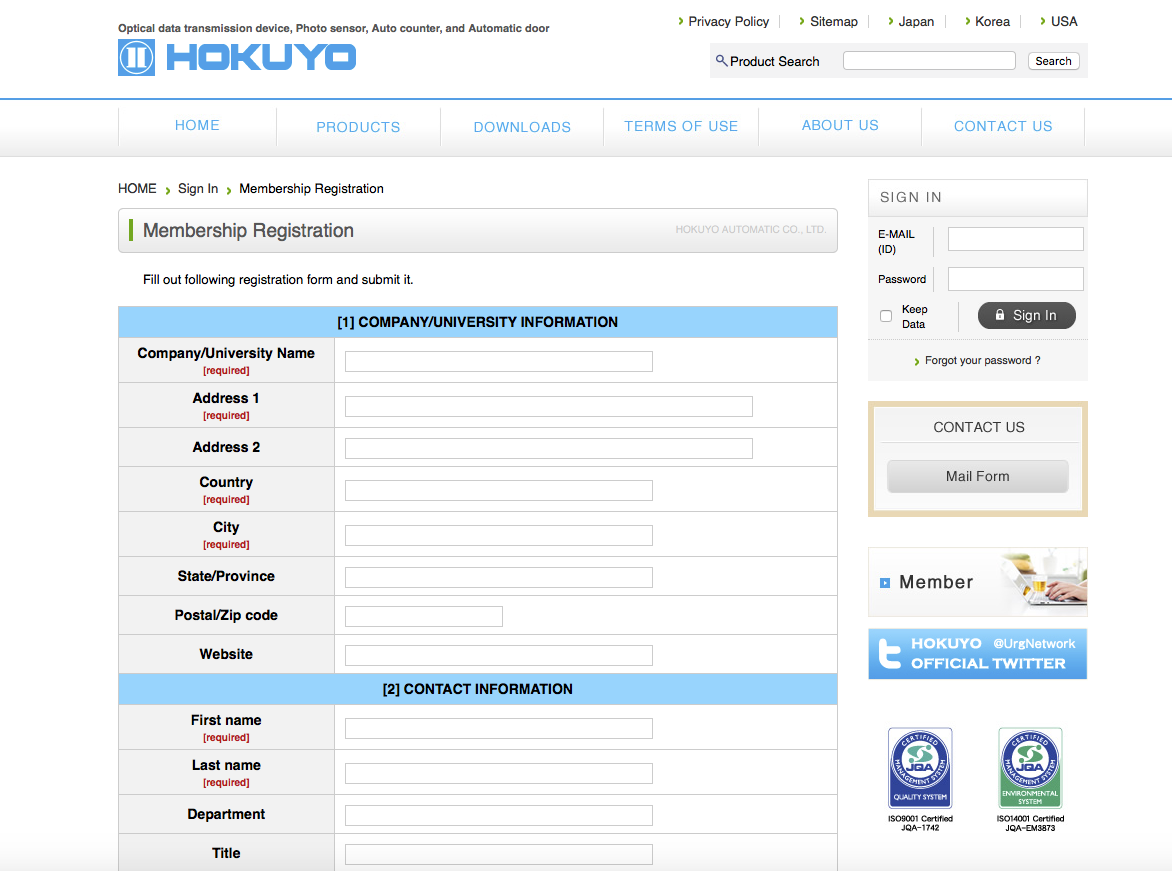 Optical data transmission device, Photo sensor, Auto counter, and Automatic door
HOKUYO
Privacy Policy
Sitemap
Japan
Korea
USA
Product Search
Search
HOME
PRODUCTS
DOWNLOADS
TERMS OF USE
ABOUT US
CONTACT US
HOME
Sign In
Membership Registration
Membership Registration
HOKUYO AUTOMATIC CO., LTD.
Fill out following registration form and submit it.
[1] COMPANY/UNIVERSITY INFORMATION
Company/University Name
[required]
Address 1
[required]
Address 2
Country
[required]
City
[required]
State/Province
Postal/Zip code
Website
[2] CONTACT INFORMATION
First name
[required]
Last name
[required]
Department
Title
SIGN IN
E-MAIL
(ID)
Password
Keep
Data
Sign In
Forgot your password ?
CONTACT US
Mail Form
Member
HOKUYO @UrgNetwork
OFFICIAL TWITTER
CERTIFIED
JQA
MANAGEMENT SYSTEM
QUALITY SYSTEM
ISO9001 Certified
JQA-1742
CERTIFIED
JQA
MANAGEMENT SYSTEM
ENVIRONMENTAL
SYSTEM
ISO14001 Certified
JQA-EM3873